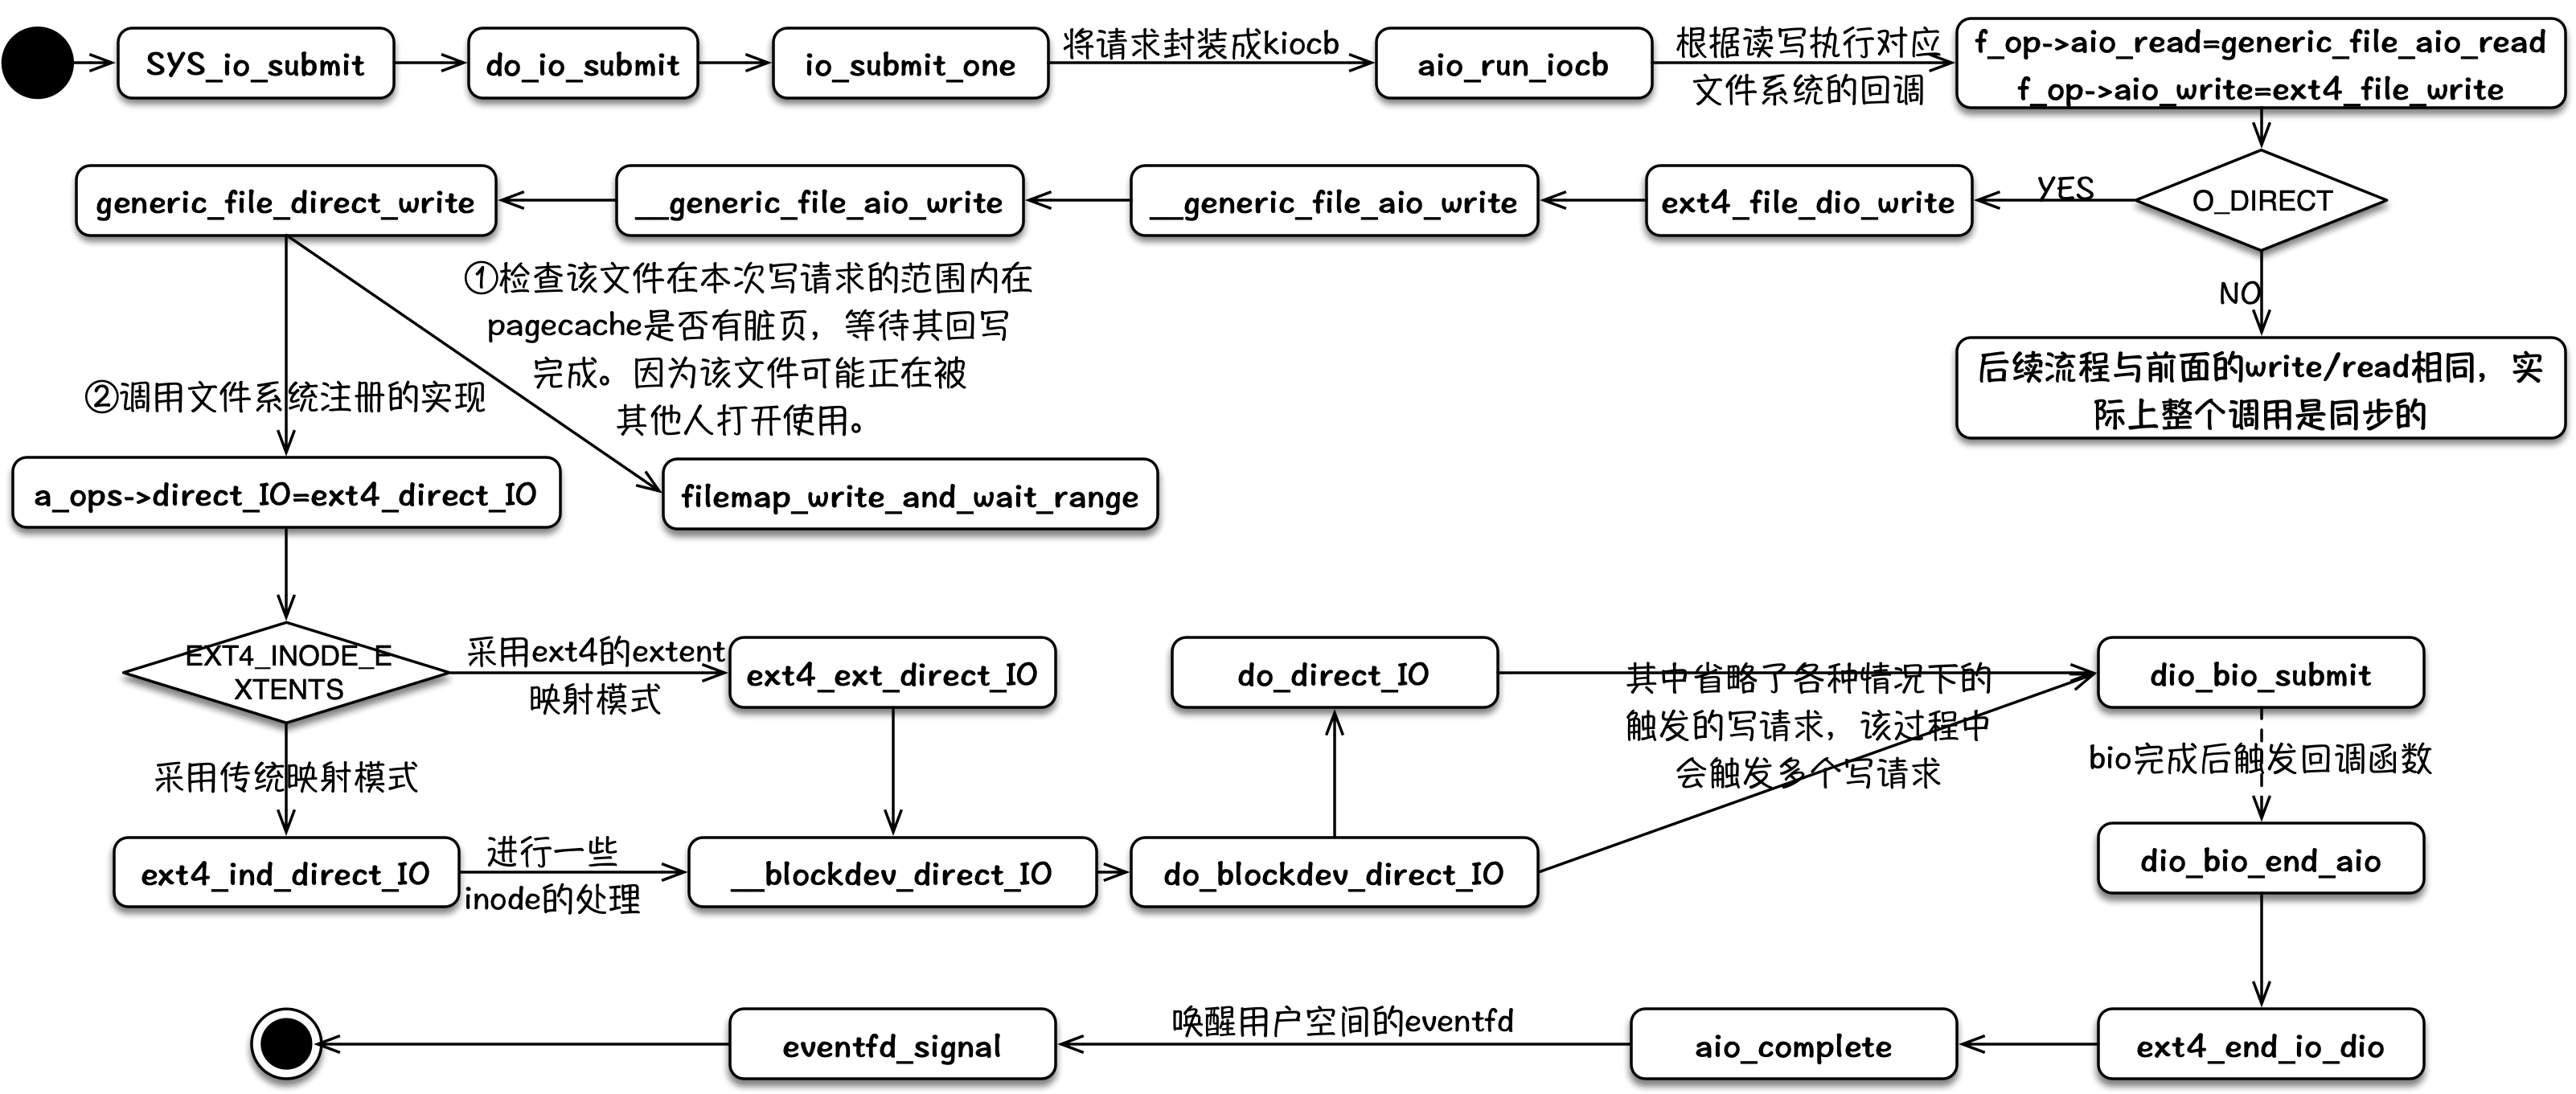 SYS_io_submit
do_io_submit
io_submit_one
将请求封装成kiocb
aio_run_iocb
根据读写执行对应
文件系统的回调
f_op->aio_read=generic_file_aio_read
f_op->aio_write=ext4_file_write
generic_file_direct_write
__generic_file_aio_write
__generic_file_aio_write
ext4_file_dio_write
YES
O_DIRECT
NO
①检查该文件在本次写请求的范围内在
pagecache是否有脏页，等待其回写
完成。因为该文件可能正在被
其他人打开使用。
②调用文件系统注册的实现
后续流程与前面的write/read相同，实
际上整个调用是同步的
a_ops->direct_IO=ext4_direct_IO
filemap_write_and_wait_range
EXT4_INODE_E
XTENTS
采用ext4的extent
映射模式
ext4_ext_direct_IO
do_direct_IO
其中省略了各种情况下的
触发的写请求，该过程中
会触发多个写请求
dio_bio_submit
采用传统映射模式
bio完成后触发回调函数
ext4_ind_direct_IO
进行一些
inode的处理
__blockdev_direct_IO
do_blockdev_direct_IO
dio_bio_end_aio
eventfd_signal
唤醒用户空间的eventfd
aio_complete
ext4_end_io_dio